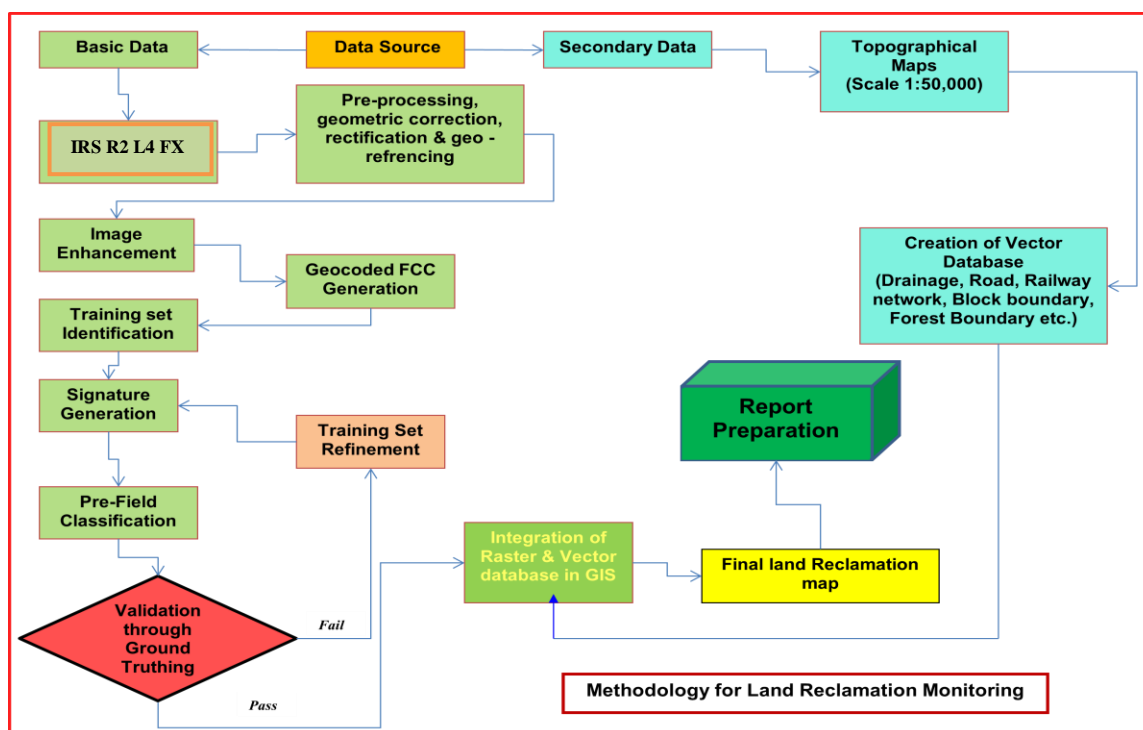 Basic Data
Data Source
Secondary Data
Topographical
Maps
(Scale 1:50,000)
IRS R2 L4 FX
Pre-processing,
geometric correction,
rectification & geo -
refrencing
Image
Enhancement
Geocoded FCC
Generation
Creation of Vector
Database
(Drainage, Road, Railway
network, Block boundary,
Forest Boundary etc.)
Training set
Identification
Signature
Generation
Training Set
Refinement
Report
Preparation
Pre-Field
Classification
Integration of
Raster & Vector
database in GIS
Final land Reclamation
map
Validation
through
Ground
Truthing
Fail
Pass
Methodology for Land Reclamation Monitoring